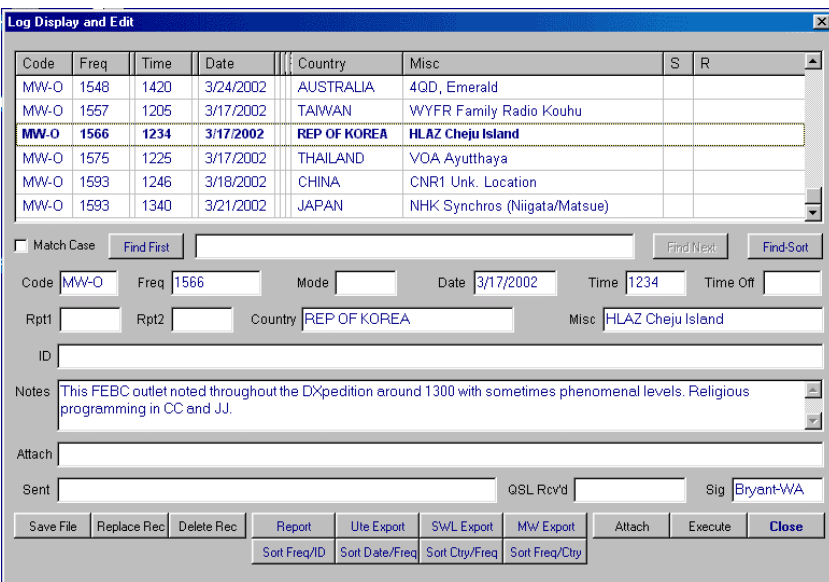 Log Display and Edit
Code Freq Time Date Country Misc S R
MW-O 1548 1420 3/24/2002 AUSTRALIA 4QD, Emerald
MW-O 1557 1205 3/17/2002 TAIWAN WYFR Family Radio Kouhu
MW-O 1566 1234 3/17/2002 REP OF KOREA HLAZ Cheju Island
MW-O 1575 1225 3/17/2002 THAILAND VOA Ayutthaya
MW-O 1593 1246 3/18/2002 CHINA CNR1 Unk. Location
MW-O 1593 1340 3/21/2002 JAPAN NHK Synchros (Niigata/Matsue)
Match Case Find First Find Next Find-Sort
Code MW-O Freq 1566 Mode Date 3/17/2002 Time 1234 Time Off
Rpt1 Rpt2 Country REP OF KOREA Misc HLAZ Cheju Island
ID
Notes This FEBC outlet noted throughout the DXpedition around 1300 with sometimes phenomenal levels. Religious
programming in CC and JJ.
Attach
Sent QSL Rcv'd Sig Bryant-WA
Save File Replace Rec Delete Rec Report Ute Export SWL Export MW Export Attach Execute Close
Sort Freq/ID Sort Date/Freq Sort Ctry/Freq Sort Freq/Ctry